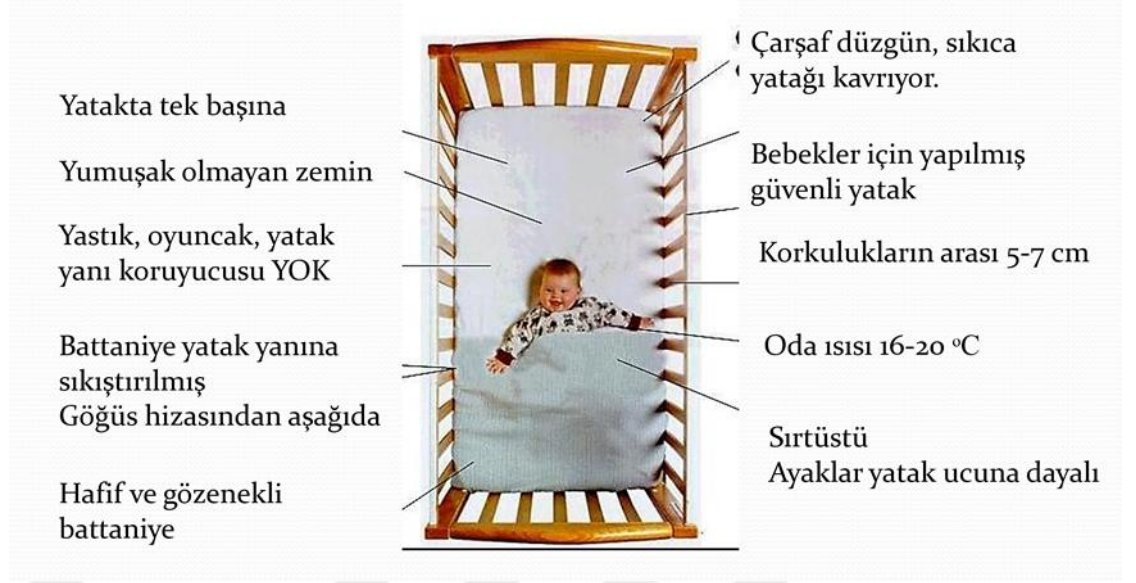 Yatakta tek başına
Yumuşak olmayan zemin
Yastık, oyuncak, yatak
yanı koruyucusu YOK
Battaniye yatak yanına
sıkıştırılmış
Göğüs hizasından aşağıda
Hafif ve gözenekli
battaniye
Çarşaf düzgün, sıkıca
yatağı kavrıyor.
Bebekler için yapılmış
güvenli yatak
Korkulukların arası 5-7 cm
Oda ısısı 16-20 ºC
Sırtüstü
Ayaklar yatak ucuna dayalı